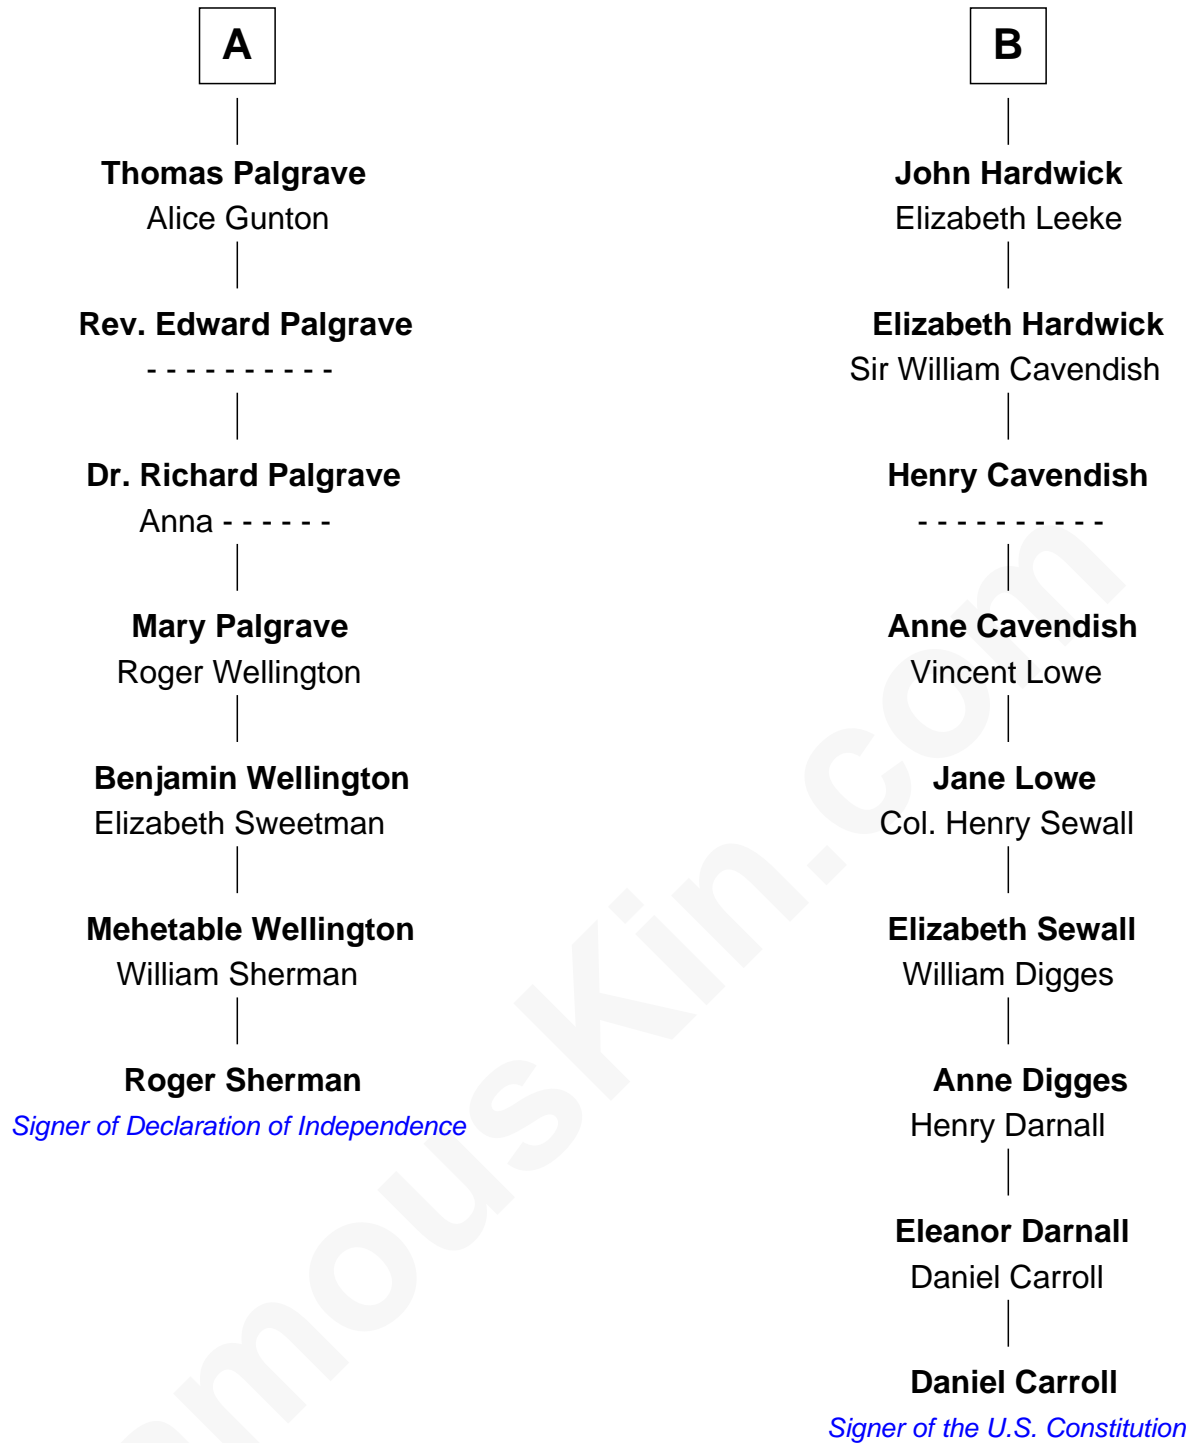 A
Thomas Palgrave
Alice Gunton
Rev. Edward Palgrave
- - - - - - - - - -
Dr. Richard Palgrave
Anna - - - - - -
Mary Palgrave
Roger Wellington
Benjamin Wellington
Elizabeth Sweetman
Mehetable Wellington
William Sherman
Roger Sherman
Signer of Declaration of Independence
B
John Hardwick
Elizabeth Leeke
Elizabeth Hardwick
Sir William Cavendish
Henry Cavendish
- - - - - - - - - -
Anne Cavendish
Vincent Lowe
Jane Lowe
Col. Henry Sewall
Elizabeth Sewall
William Digges
Anne Digges
Henry Darnall
Eleanor Darnall
Daniel Carroll
Daniel Carroll
Signer of the U.S. Constitution
amousKin.com